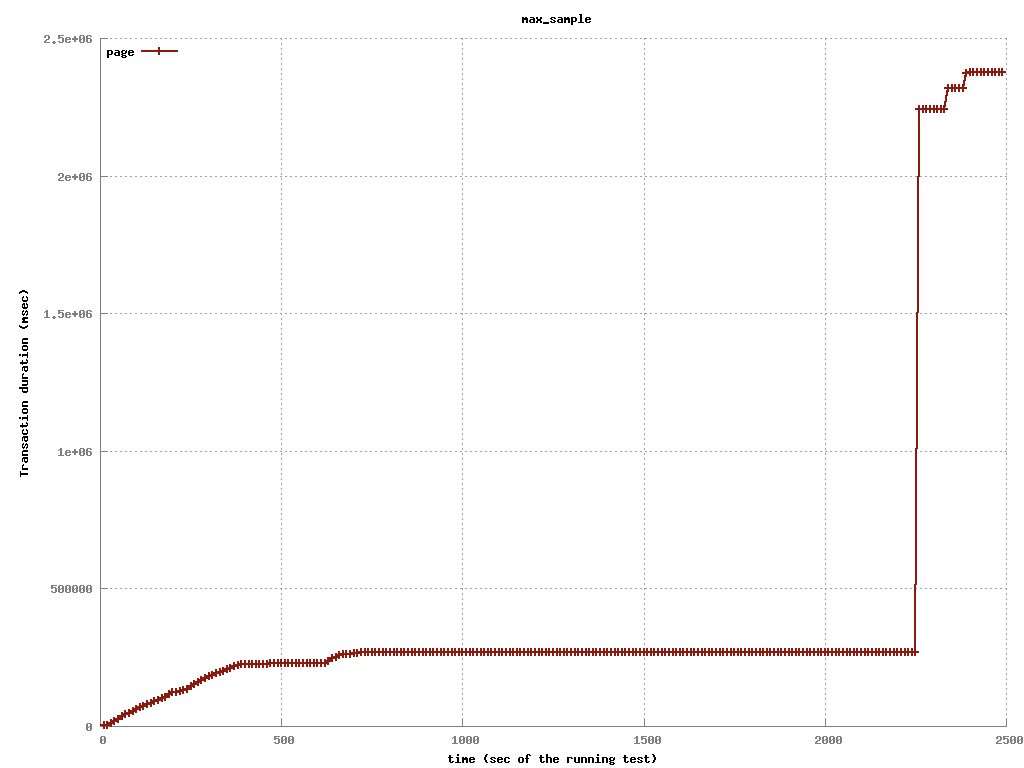 max_sample
2.5e+06
page
2e+06
1.5e+06
Transaction duration (msec)
1e+06
500000
0
0 500 1000 1500 2000 2500
time (sec of the running test)